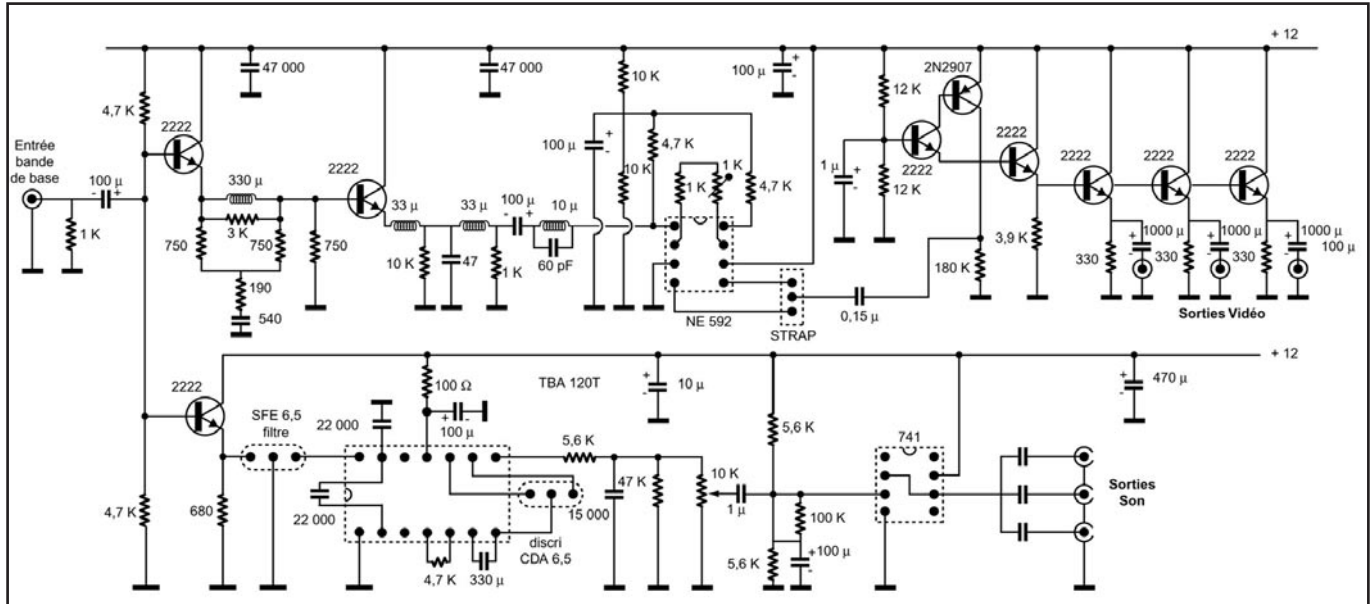 + 12
47 000
47 000
10 K
100 µ
+
-
2N2907
12 K
4,7 K
2222
Entrée
bande
de base
100 µ
- +
1 K
330 µ
3 K
750
750
750
190
540
2222
33 µ
33 µ
100 µ
- +
10 µ
60 pF
10 K
47
1 K
100 µ
+
-
10 K
4,7 K
1 K
1 K
4,7 K
NE 592
STRAP
0,15 µ
1 µ
+
-
12 K
2222
2222
180 K
3,9 K
2222
2222
2222
1000 µ
+
-
330
1000 µ
+
-
330
1000 µ
100 µ
+
-
330
Sorties Vidéo
+ 12
2222
SFE 6,5
filtre
22 000
100 Ω
+ -
100 µ
TBA 120T
10 µ
+
-
470 µ
+
-
4,7 K
680
22 000
4,7 K
330 µ
5,6 K
discri
CDA 6,5
15 000
47 K
10 K
1 µ
5,6 K
5,6 K
100 K
+
100 µ
-
741
Sorties
Son